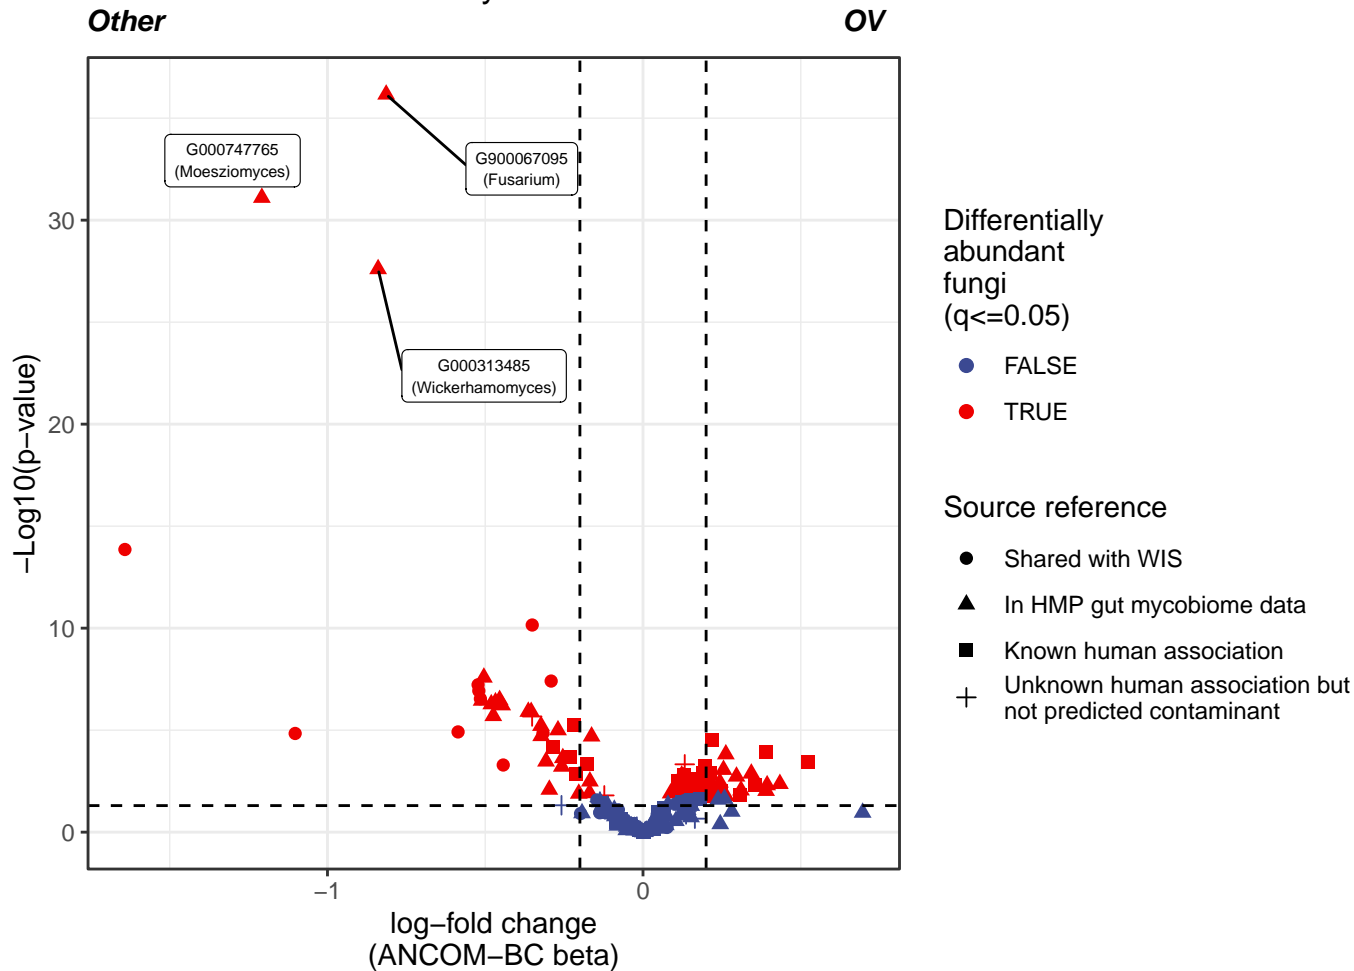 Other
OV
G000747765
(Moesziomyces)
G900067095
(Fusarium)
G000313485
(Wickerhamomyces)
30
20
10
0
−1
0
−Log10(p−value)
log−fold change
(ANCOM−BC beta)
Differentially
abundant
fungi
(q<=0.05)
FALSE
TRUE
Source reference
Shared with WIS
In HMP gut mycobiome data
Known human association
Unknown human association but
not predicted contaminant